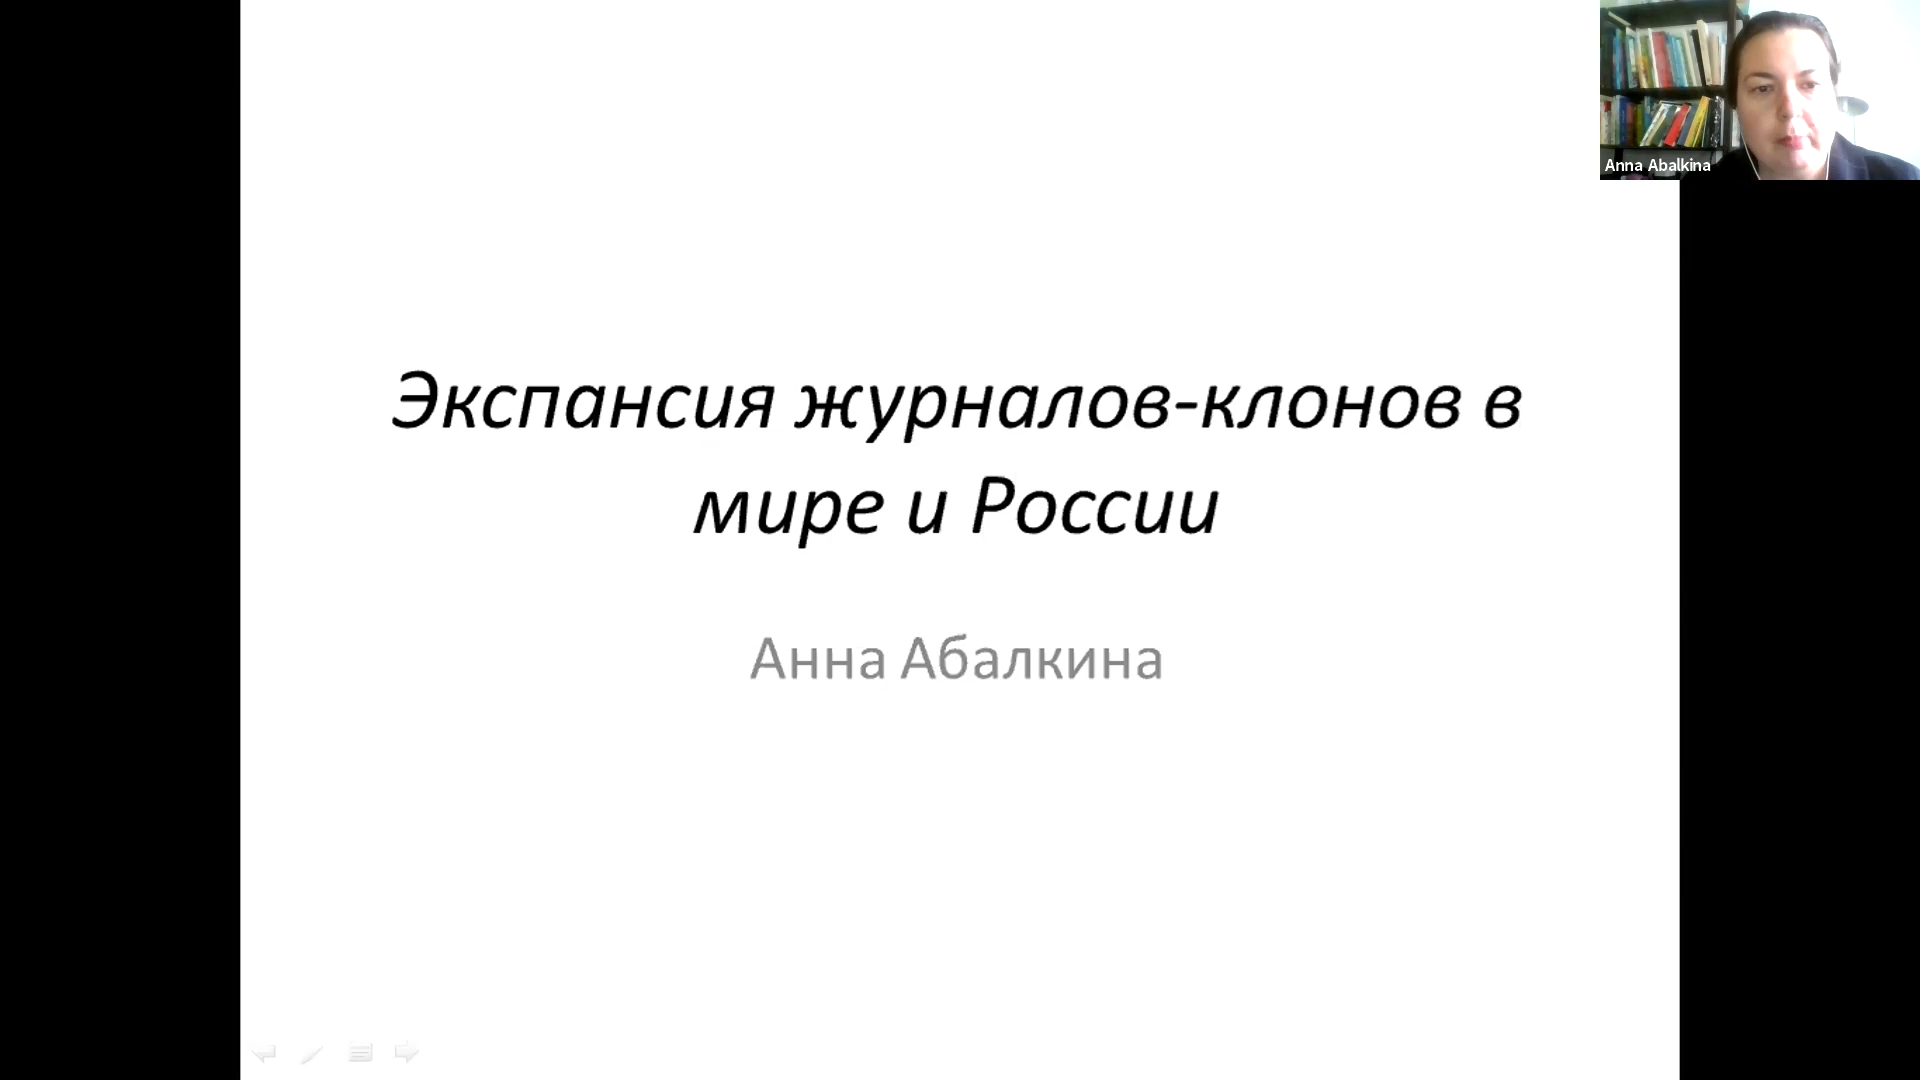 Anna Abalkina
Экспансия журналов-клонов в
мире и России
Анна Абалкина